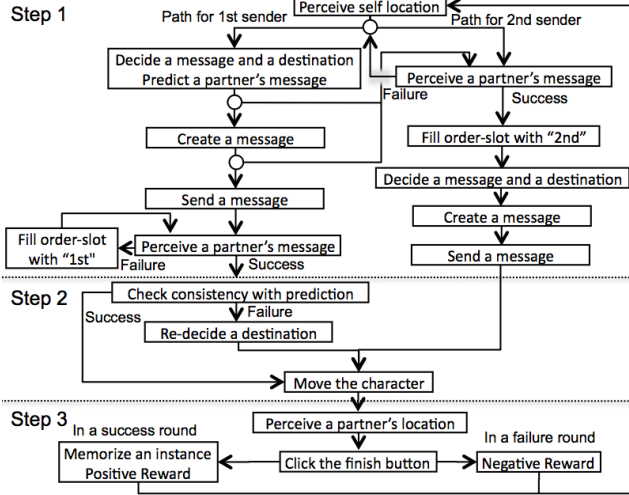 Step 1
Perceive self location
Path for 1st sender
Path for 2nd sender
Decide a message and a destination
Predict a partner's message
Perceive a partner's message
Failure
Success
Create a message
Fill order-slot with "2nd"
Decide a message and a destination
Send a message
Create a message
Fill order-slot
with "1st"
Perceive a partner's message
Send a message
Failure
Success
Step 2
Check consistency with prediction
Success
Failure
Re-decide a destination
Move the character
Step 3
Perceive a partner's location
In a success round
In a failure round
Memorize an instance
Positive Reward
Click the finish button
Negative Reward